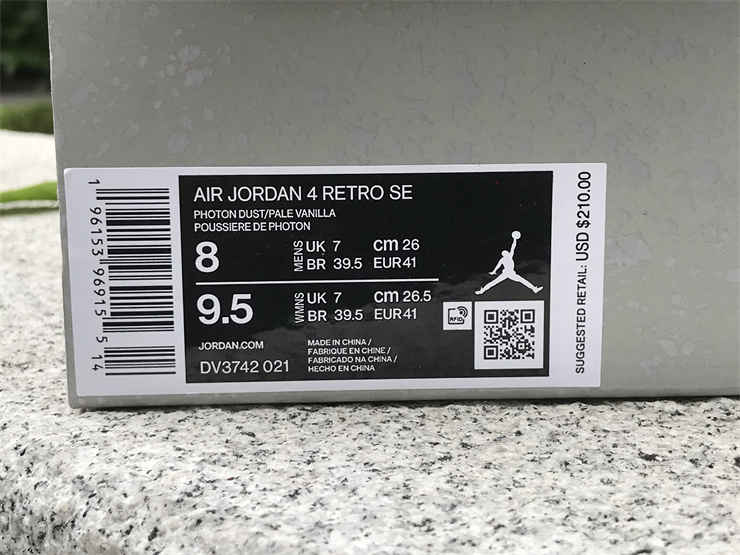 1 96153 96915 5 14
AIR JORDAN 4 RETRO SE
PHOTON DUST/PALE VANILLA
POUSSIERE DE PHOTON
8 MENS UK 7 cm 26
BR 39.5 EUR 41
9.5 WMNS UK 7 cm 26.5
BR 39.5 EUR 41
RFID
JORDAN.COM
DV3742 021
MADE IN CHINA /
FABRIQUE EN CHINE /
FABRICADO NA CHINA /
HECHO EN CHINA
SUGGESTED RETAIL: USD $210.00